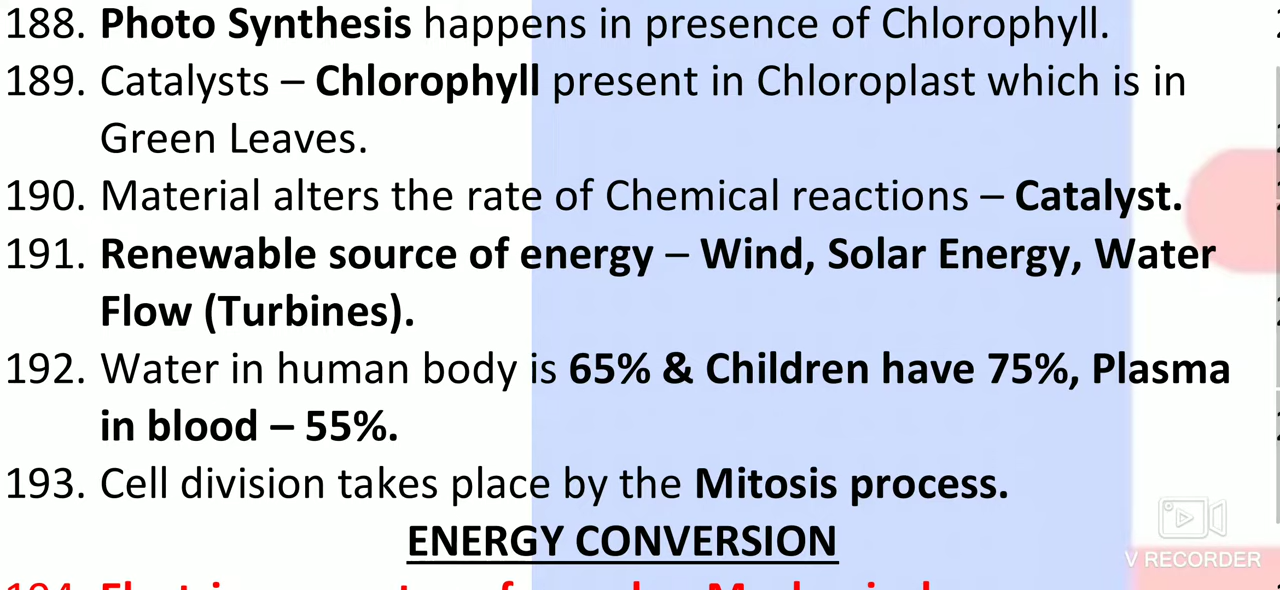 188. Photo Synthesis happens in presence of Chlorophyll.
189. Catalysts – Chlorophyll present in Chloroplast which is in
Green Leaves.
190. Material alters the rate of Chemical reactions – Catalyst.
191. Renewable source of energy – Wind, Solar Energy, Water
Flow (Turbines).
192. Water in human body is 65% & Children have 75%, Plasma
in blood – 55%.
193. Cell division takes place by the Mitosis process.
ENERGY CONVERSION
V RECORDER